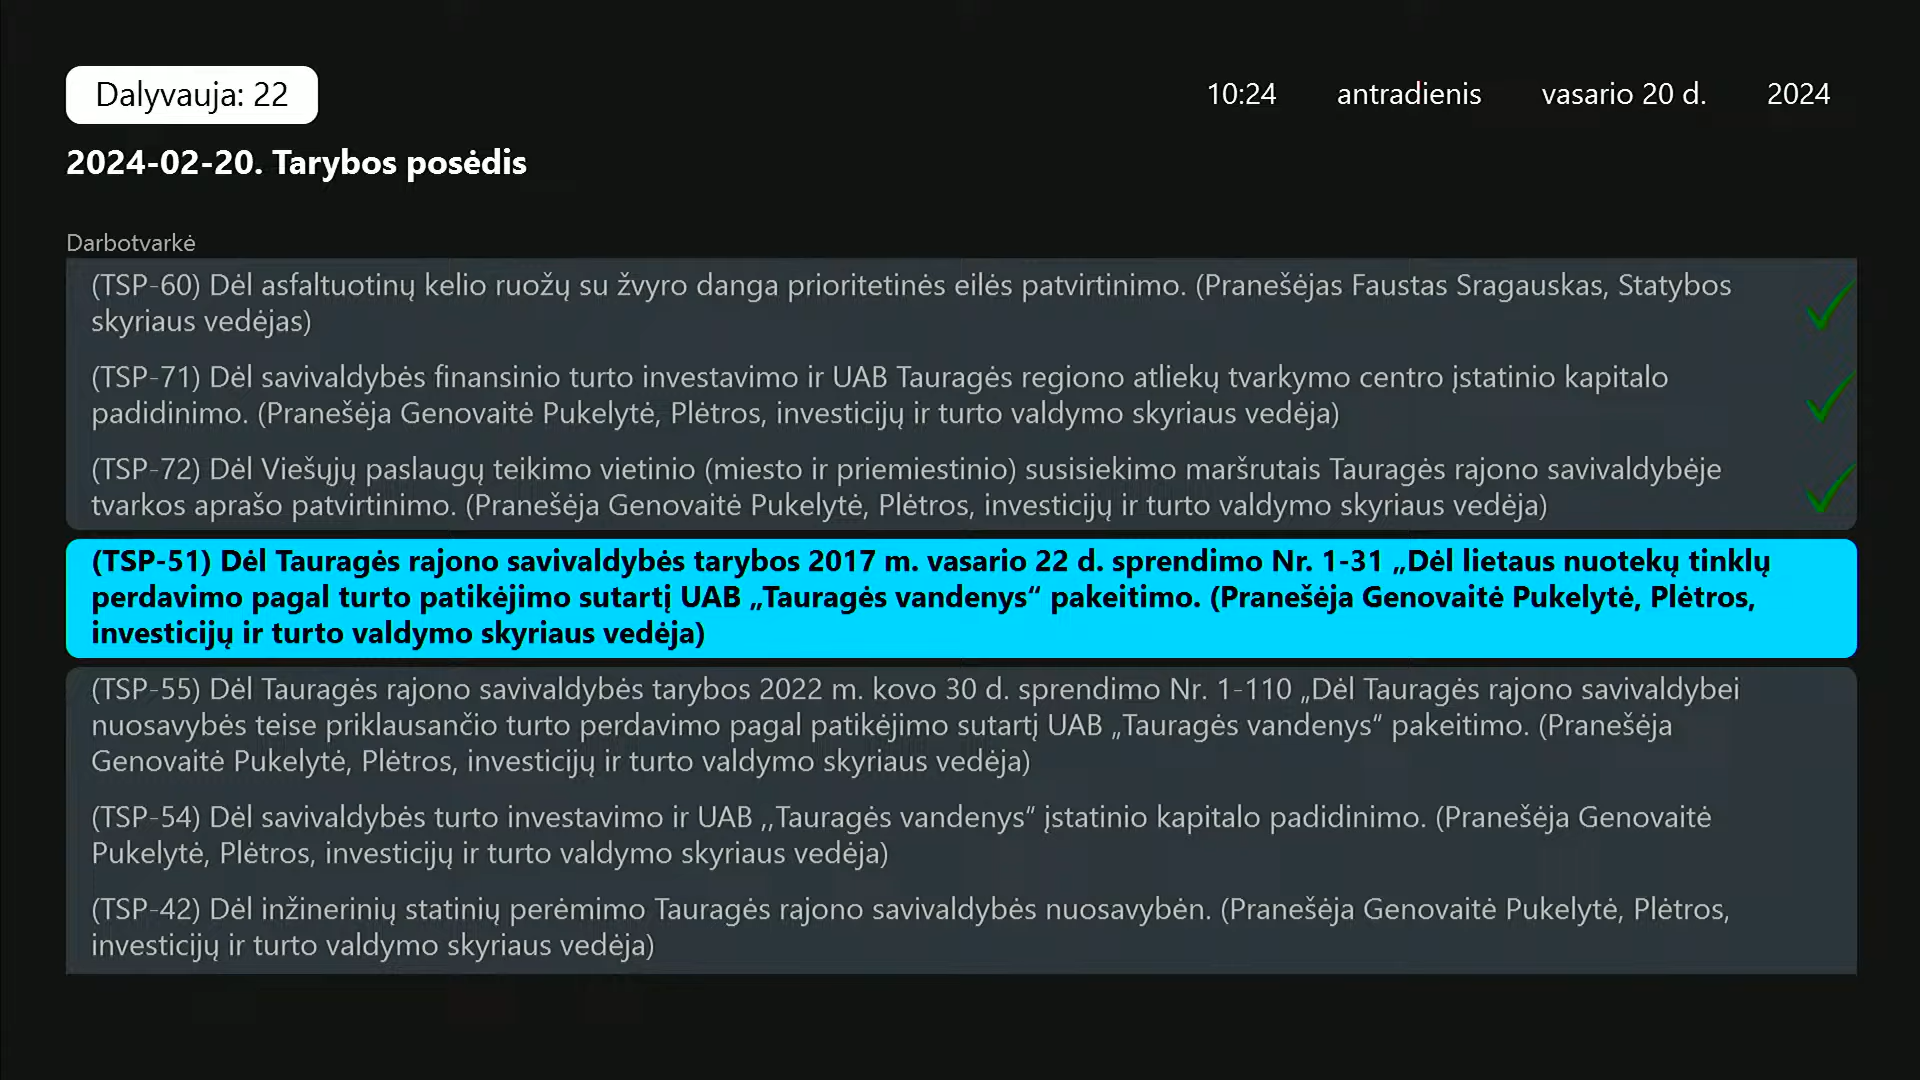 Dalyvauja: 22
10:24 antradienis vasario 20 d. 2024
2024-02-20. Tarybos posėdis
Darbotvarkė
(TSP-60) Dėl asfaltuotinų kelio ruožų su žvyro danga prioritetinės eilės patvirtinimo. (Pranešėjas Faustas Sragauskas, Statybos
skyriaus vedėjas)
(TSP-71) Dėl savivaldybės finansinio turto investavimo ir UAB Tauragės regiono atliekų tvarkymo centro įstatinio kapitalo
padidinimo. (Pranešėja Genovaitė Pukelytė, Plėtros, investicijų ir turto valdymo skyriaus vedėja)
(TSP-72) Dėl Viešųjų paslaugų teikimo vietinio (miesto ir priemiestinio) susisiekimo maršrutais Tauragės rajono savivaldybėje
tvarkos aprašo patvirtinimo. (Pranešėja Genovaitė Pukelytė, Plėtros, investicijų ir turto valdymo skyriaus vedėja)
(TSP-51) Dėl Tauragės rajono savivaldybės tarybos 2017 m. vasario 22 d. sprendimo Nr. 1-31 „Dėl lietaus nuotekų tinklų
perdavimo pagal turto patikėjimo sutartį UAB „Tauragės vandenys“ pakeitimo. (Pranešėja Genovaitė Pukelytė, Plėtros,
investicijų ir turto valdymo skyriaus vedėja)
(TSP-55) Dėl Tauragės rajono savivaldybės tarybos 2022 m. kovo 30 d. sprendimo Nr. 1-110 „Dėl Tauragės rajono savivaldybei
nuosavybės teise priklausančio turto perdavimo pagal patikėjimo sutartį UAB „Tauragės vandenys“ pakeitimo. (Pranešėja
Genovaitė Pukelytė, Plėtros, investicijų ir turto valdymo skyriaus vedėja)
(TSP-54) Dėl savivaldybės turto investavimo ir UAB ,,Tauragės vandenys“ įstatinio kapitalo padidinimo. (Pranešėja Genovaitė
Pukelytė, Plėtros, investicijų ir turto valdymo skyriaus vedėja)
(TSP-42) Dėl inžinerinių statinių perėmimo Tauragės rajono savivaldybės nuosavybėn. (Pranešėja Genovaitė Pukelytė, Plėtros,
investicijų ir turto valdymo skyriaus vedėja)